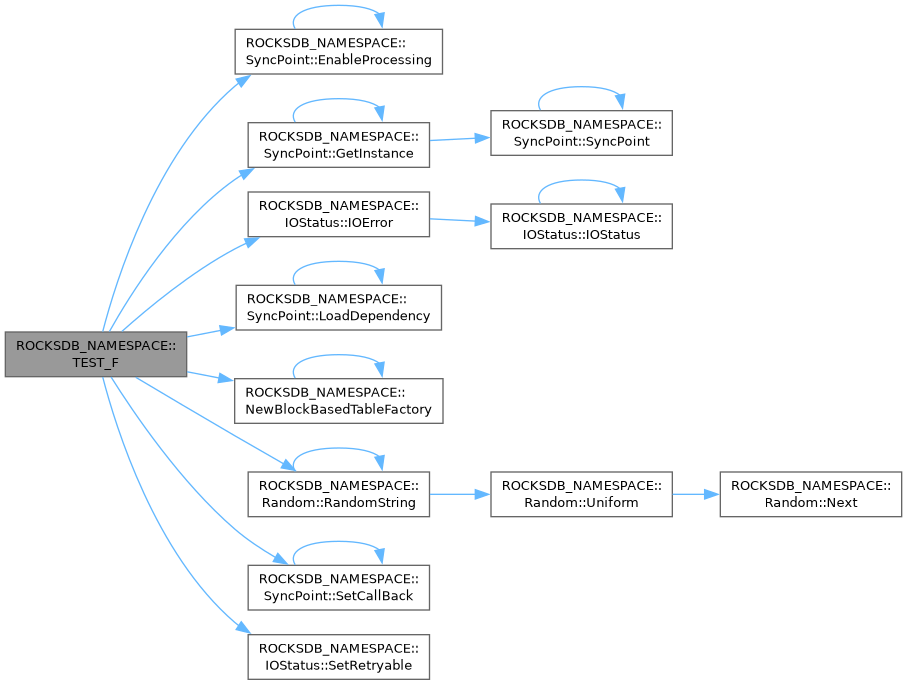 ROCKSDB_NAMESPACE::
SyncPoint::EnableProcessing
ROCKSDB_NAMESPACE::
SyncPoint::GetInstance
ROCKSDB_NAMESPACE::
SyncPoint::SyncPoint
ROCKSDB_NAMESPACE::
IOStatus::IOError
ROCKSDB_NAMESPACE::
IOStatus::IOStatus
ROCKSDB_NAMESPACE::
SyncPoint::LoadDependency
ROCKSDB_NAMESPACE::
TEST_F
ROCKSDB_NAMESPACE::
NewBlockBasedTableFactory
ROCKSDB_NAMESPACE::
Random::RandomString
ROCKSDB_NAMESPACE::
Random::Uniform
ROCKSDB_NAMESPACE::
Random::Next
ROCKSDB_NAMESPACE::
SyncPoint::SetCallBack
ROCKSDB_NAMESPACE::
IOStatus::SetRetryable